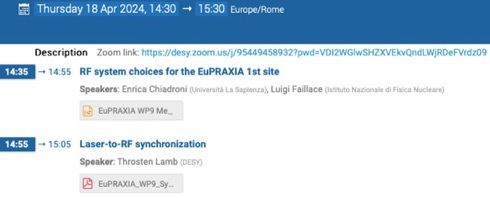 Thursday 18 Apr 2024, 14:30 → 15:30 Europe/Rome
Description Zoom link: https://desy.zoom.us/j/95449458932?pwd=VDI2WGlwSHZXVEkvQndLWjRDeFVrdz09
14:35 → 14:55 RF system choices for the EuPRAXIA 1st site
Speakers: Enrica Chiadroni (Università La Sapienza), Luigi Faillace (Istituto Nazionale di Fisica Nucleare)
EuPRAXIA WP9 Me_
14:55 → 15:05 Laser-to-RF synchronization
Speaker: Throsten Lamb (DESY)
EuPRAXIA_WP9_Sy...